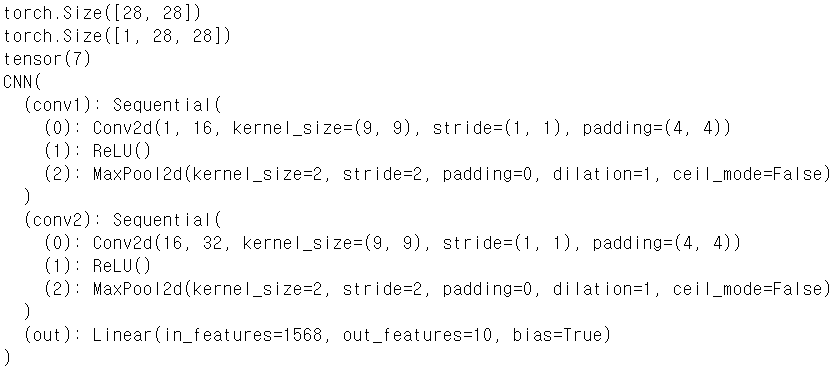 torch.Size([28, 28])
torch.Size([1, 28, 28])
tensor(7)
CNN(
  (conv1): Sequential(
    (0): Conv2d(1, 16, kernel_size=(9, 9), stride=(1, 1), padding=(4, 4))
    (1): ReLU()
    (2): MaxPool2d(kernel_size=2, stride=2, padding=0, dilation=1, ceil_mode=False)
  )
  (conv2): Sequential(
    (0): Conv2d(16, 32, kernel_size=(9, 9), stride=(1, 1), padding=(4, 4))
    (1): ReLU()
    (2): MaxPool2d(kernel_size=2, stride=2, padding=0, dilation=1, ceil_mode=False)
  )
  (out): Linear(in_features=1568, out_features=10, bias=True)
)